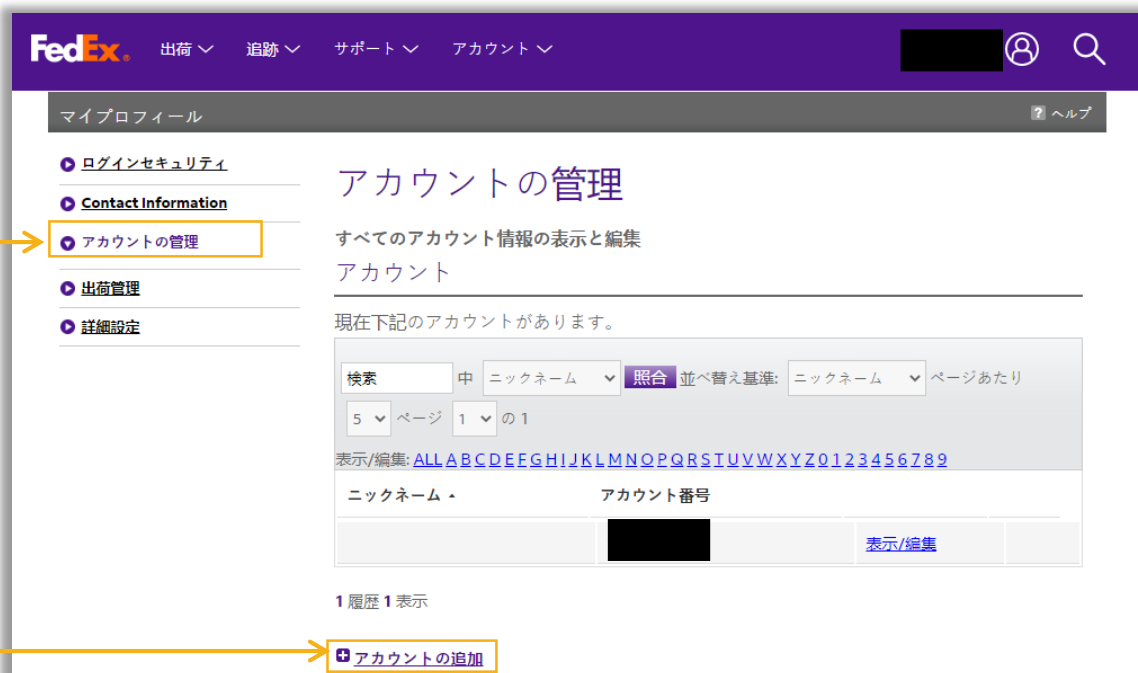 FedEx® 出荷 追跡 サポート アカウント
マイプロフィール ? ヘルプ
ログインセキュリティ
Contact Information
アカウントの管理
出荷管理
詳細設定
アカウントの管理
すべてのアカウント情報の表示と編集
アカウント
現在下記のアカウントがあります。
検索 中 ニックネーム 照合 並べ替え基準: ニックネーム ページあたり
5 ページ 1 の 1
表示/編集: ALL A B C D E F G H I J K L M N O P Q R S T U V W X Y Z 0 1 2 3 4 5 6 7 8 9
ニックネーム アカウント番号
表示/編集
1 履歴 1 表示
アカウントの追加